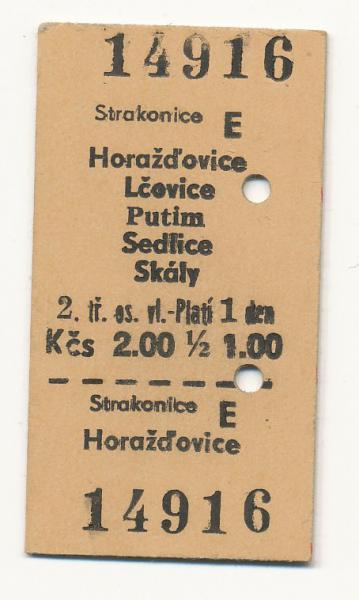 14916
Strakonice E
Horažďovice
Lčovice
Putim
Sedlice
Skály
2. tř. os. vl.-Platí 1 den
Kčs 2.00 ½ 1.00
Strakonice E
Horažďovice
14916